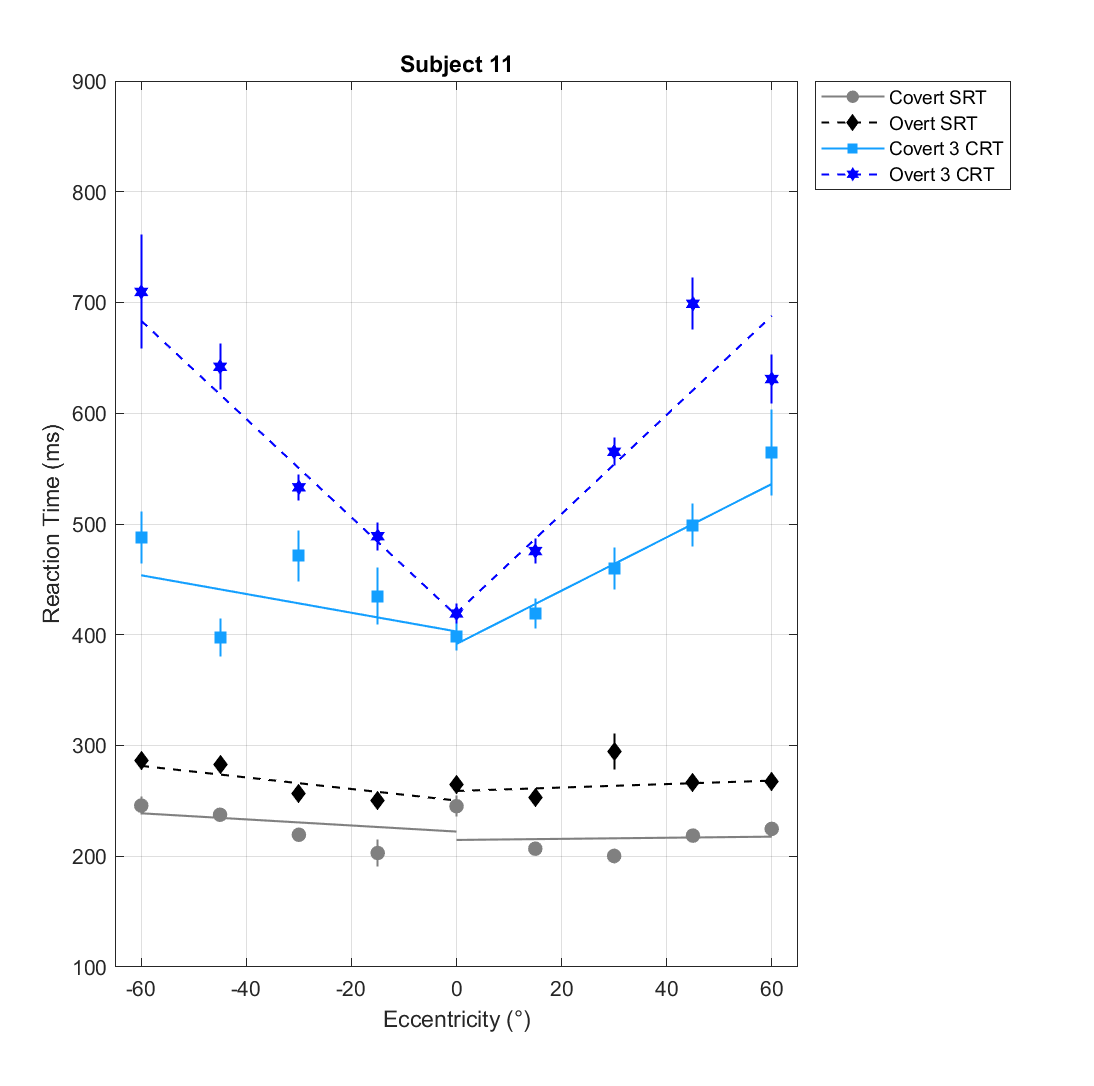 Subject 11
900
800
700
600
500
400
300
200
100
-60
-40
-20
0
20
40
60
Reaction Time (ms)
Eccentricity (°)
Covert SRT
Overt SRT
Covert 3 CRT
Overt 3 CRT